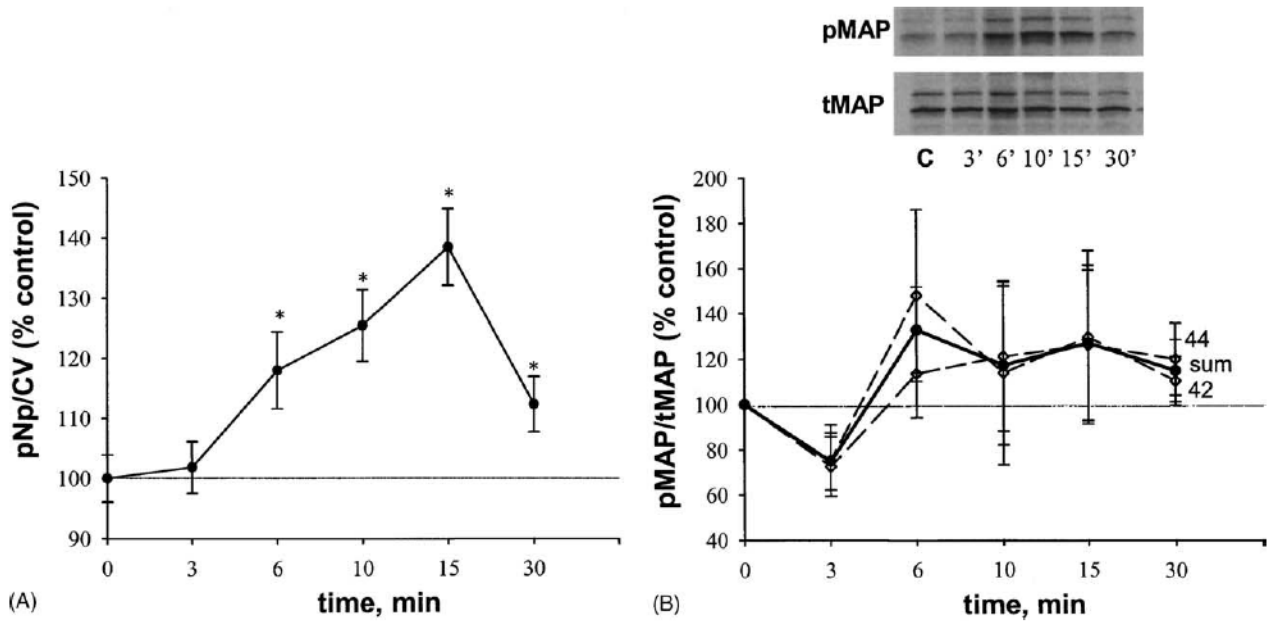 pMAP
tMAP
C 3' 6' 10' 15' 30'
pNp/CV (% control)
150
140
130
120
110
100
90
* * * *
0 3 6 10 15 30
time, min
(A)
pMAP/tMAP (% control)
200
180
160
140
120
100
80
60
40
44
sum
42
0 3 6 10 15 30
time, min
(B)